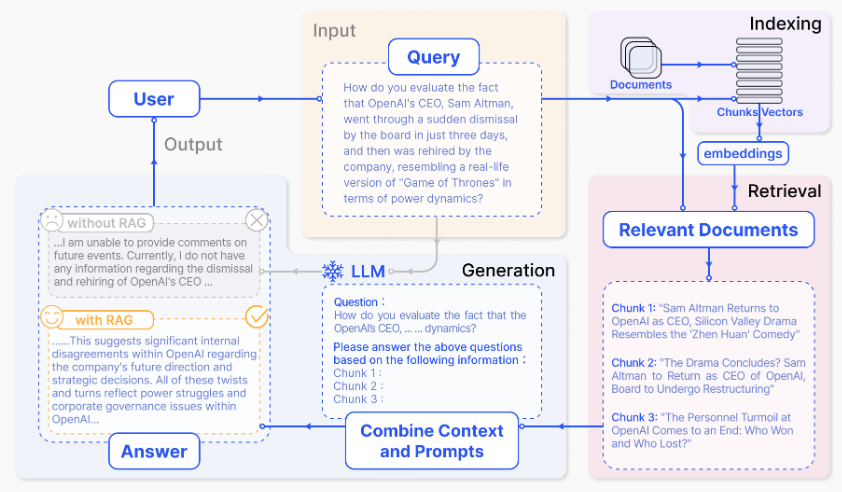 Input
Query
How do you evaluate the fact
that OpenAI's CEO, Sam Altman,
went through a sudden dismissal
by the board in just three days,
and then was rehired by the
company, resembling a real-life
version of "Game of Thrones" in
terms of power dynamics?
Indexing
Documents
Chunks Vectors
embeddings
User
Output
Retrieval
Relevant Documents
Chunk 1: "Sam Altman Returns to
OpenAI as CEO, Silicon Valley Drama
Resembles the 'Zhen Huan' Comedy"
Chunk 2: "The Drama Concludes? Sam
Altman to Return as CEO of OpenAI,
Board to Undergo Restructuring"
Chunk 3: "The Personnel Turmoil at
OpenAI Comes to an End: Who Won
and Who Lost?"
without RAG
...I am unable to provide comments on
future events. Currently, I do not have
any information regarding the dismissal
and rehiring of OpenAI's CEO ...
with RAG
......This suggests significant internal
disagreements within OpenAI regarding
the company's future direction and
strategic decisions. All of these twists
and turns reflect power struggles and
corporate governance issues within
OpenAI...
Answer
LLM
Generation
Question :
How do you evaluate the fact that the
OpenAI's CEO, ... ... dynamics?
Please answer the above questions
based on the following information :
Chunk 1 :
Chunk 2 :
Chunk 3 :
Combine Context
and Prompts